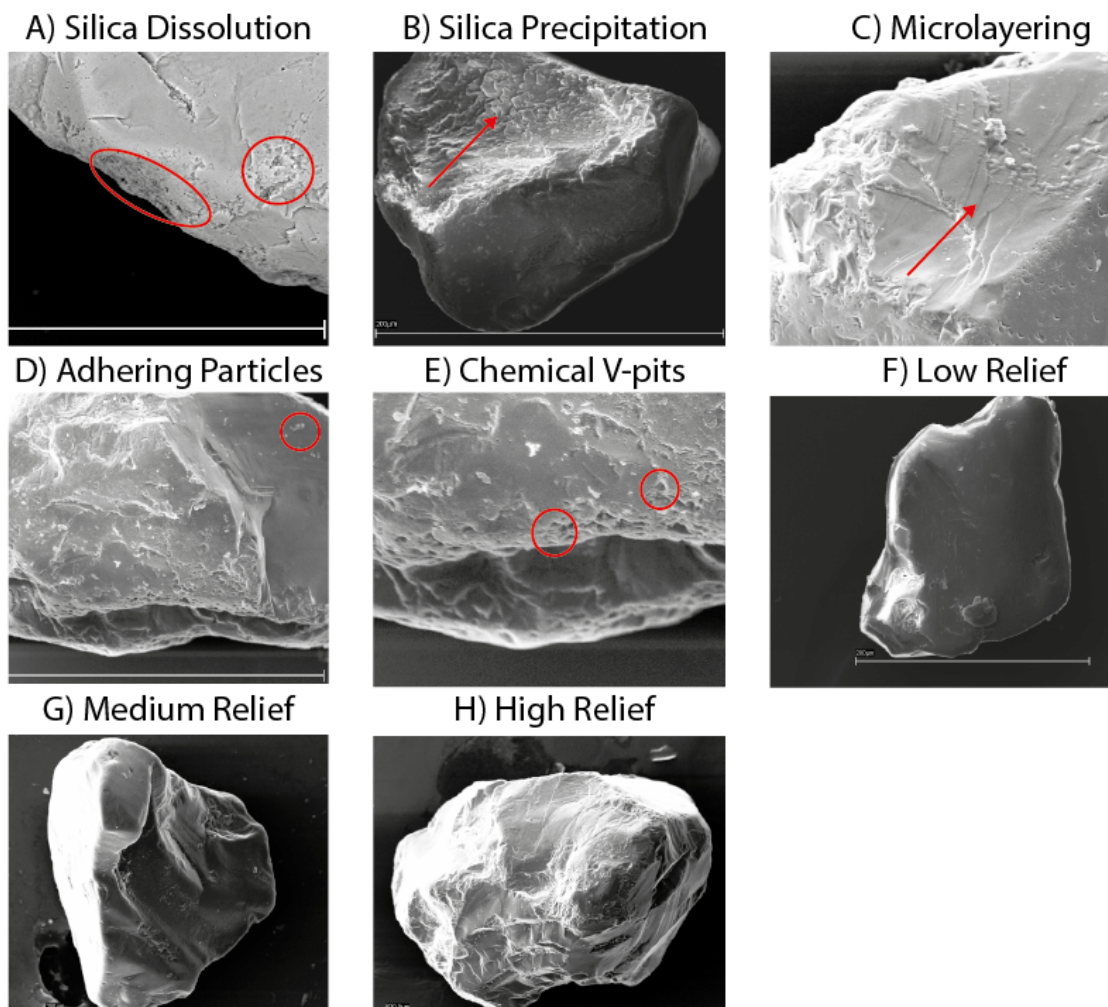 A) Silica Dissolution
B) Silica Precipitation
C) Microlayering
D) Adhering Particles
E) Chemical V-pits
F) Low Relief
G) Medium Relief
H) High Relief